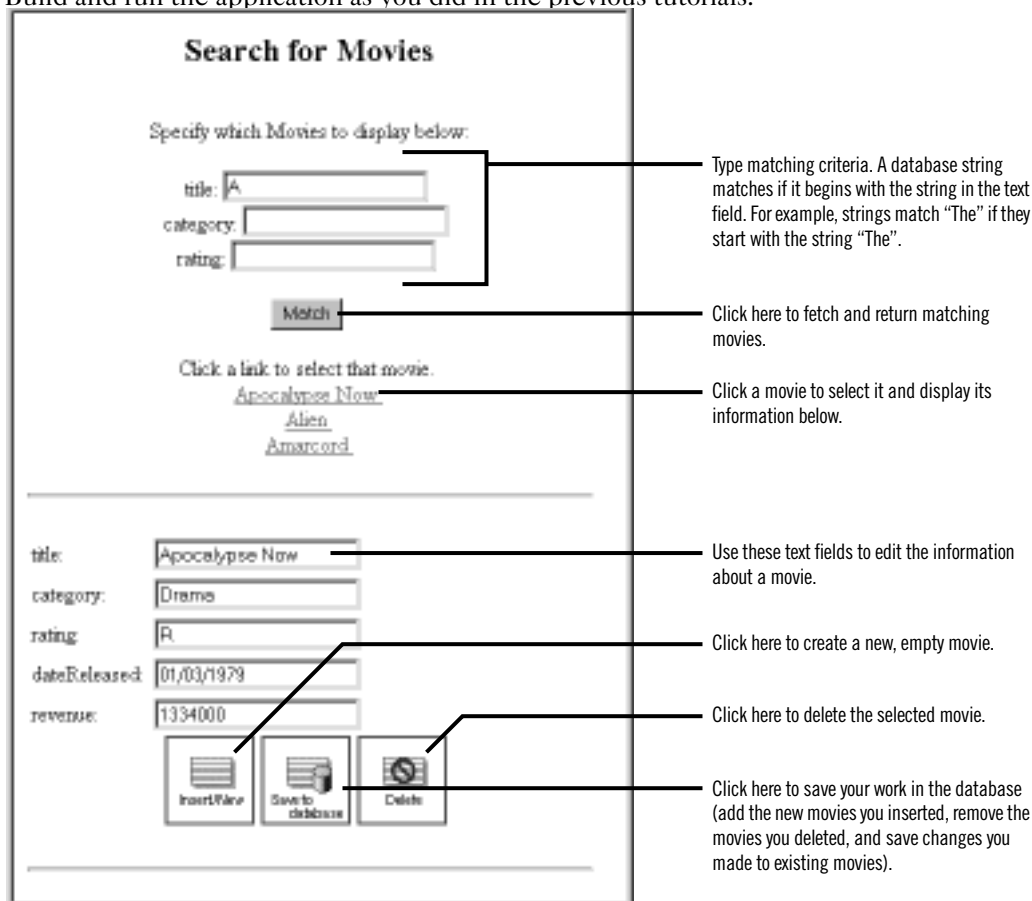 Build and run the application as you did in the previous tutorials.
Search for Movies
Specify which Movies to display below:
title: A
category:
rating:
Match
Click a link to select that movie.
Apocalypse Now
Alien
Amarcord
title: Apocalypse Now
category: Drama
rating: R
dateReleased: 01/03/1979
revenue: 1334000
Insert/New
Save to
database
Delete
Type matching criteria. A database string
matches if it begins with the string in the text
field. For example, strings match “The” if they
start with the string “The”.
Click here to fetch and return matching
movies.
Click a movie to select it and display its
information below.
Use these text fields to edit the information
about a movie.
Click here to create a new, empty movie.
Click here to delete the selected movie.
Click here to save your work in the database
(add the new movies you inserted, remove the
movies you deleted, and save changes you
made to existing movies).